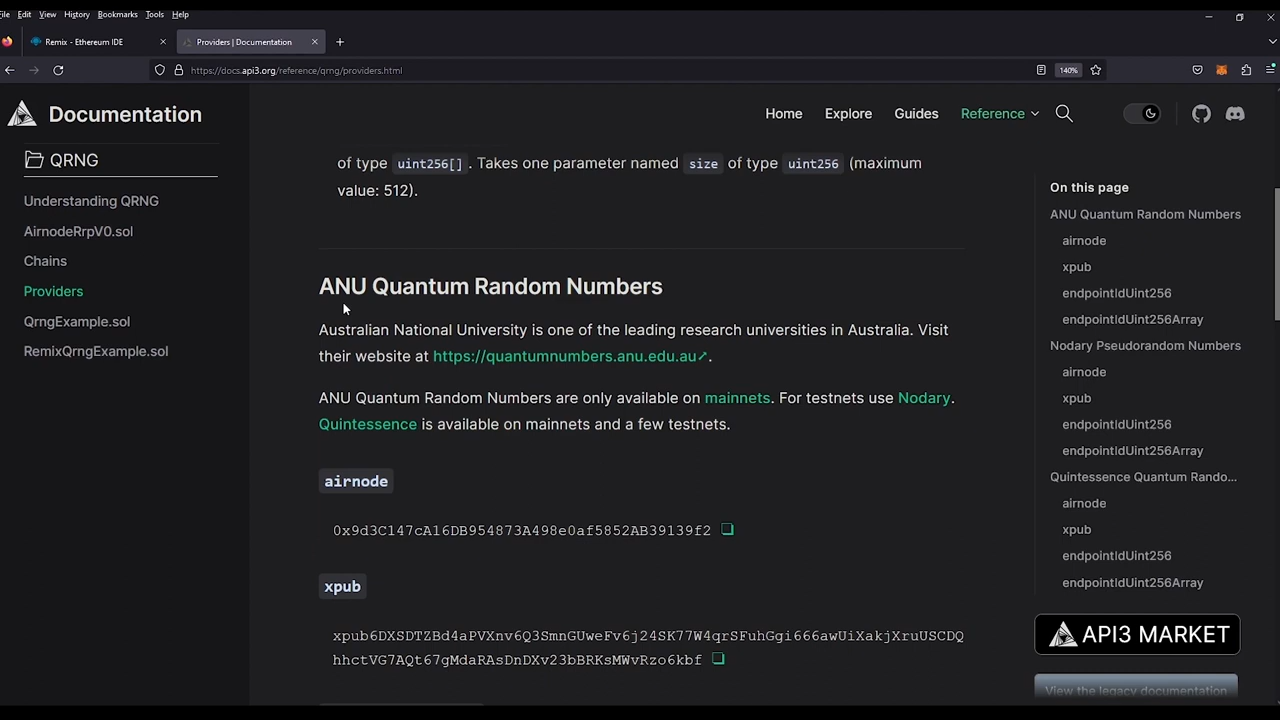 File Edit View History Bookmarks Tools Help
Remix - Ethereum IDE
Providers | Documentation
https://docs.api3.org/reference/qrng/providers.html
140%
Documentation
Home Explore Guides Reference
QRNG
Understanding QRNG
AirnodeRrpV0.sol
Chains
Providers
QrngExample.sol
RemixQrngExample.sol
of type uint256[]. Takes one parameter named size of type uint256 (maximum
value: 512).
ANU Quantum Random Numbers
Australian National University is one of the leading research universities in Australia. Visit
their website at https://quantumnumbers.anu.edu.au↗.
ANU Quantum Random Numbers are only available on mainnets. For testnets use Nodary.
Quintessence is available on mainnets and a few testnets.
airnode
0x9d3C147cA16DB954873A498e0af5852AB39139f2
xpub
xpub6DXSDTZBd4aPVXnv6Q3SmnGUweFv6j24SK77W4qrSFuhGgi666awUiXakjXruUSCDQ
hhctVG7AQt67gMdaRAsDnDXv23bBRKsMWvRzo6kbf
On this page
ANU Quantum Random Numbers
airnode
xpub
endpointIdUint256
endpointIdUint256Array
Nodary Pseudorandom Numbers
airnode
xpub
endpointIdUint256
endpointIdUint256Array
Quintessence Quantum Rando...
airnode
xpub
endpointIdUint256
endpointIdUint256Array
API3 MARKET
View the legacy documentation